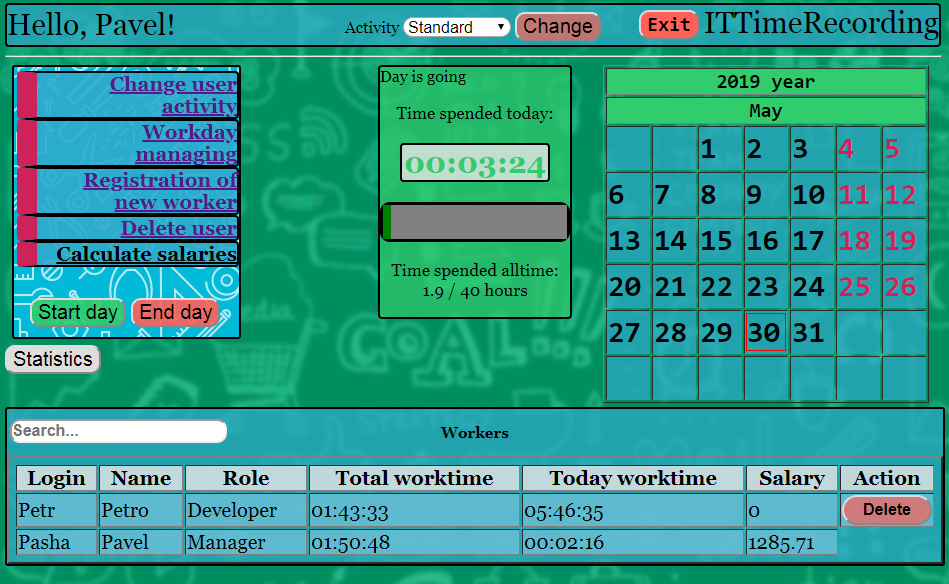 Hello, Pavel!
Activity Standard Change
Exit ITTimeRecording
Change user
activity
Workday
managing
Registration of
new worker
Delete user
Calculate salaries
Start day End day
Statistics
Day is going
Time spended today:
00:03:24
Time spended alltime:
1.9 / 40 hours
2019 year
May
1 2 3 4 5
6 7 8 9 10 11 12
13 14 15 16 17 18 19
20 21 22 23 24 25 26
27 28 29 30 31
GOAL...
STRATEGY
Search...
Workers
Login Name Role Total worktime Today worktime Salary Action
Petr Petro Developer 01:43:33 05:46:35 0 Delete
Pasha Pavel Manager 01:50:48 00:02:16 1285.71